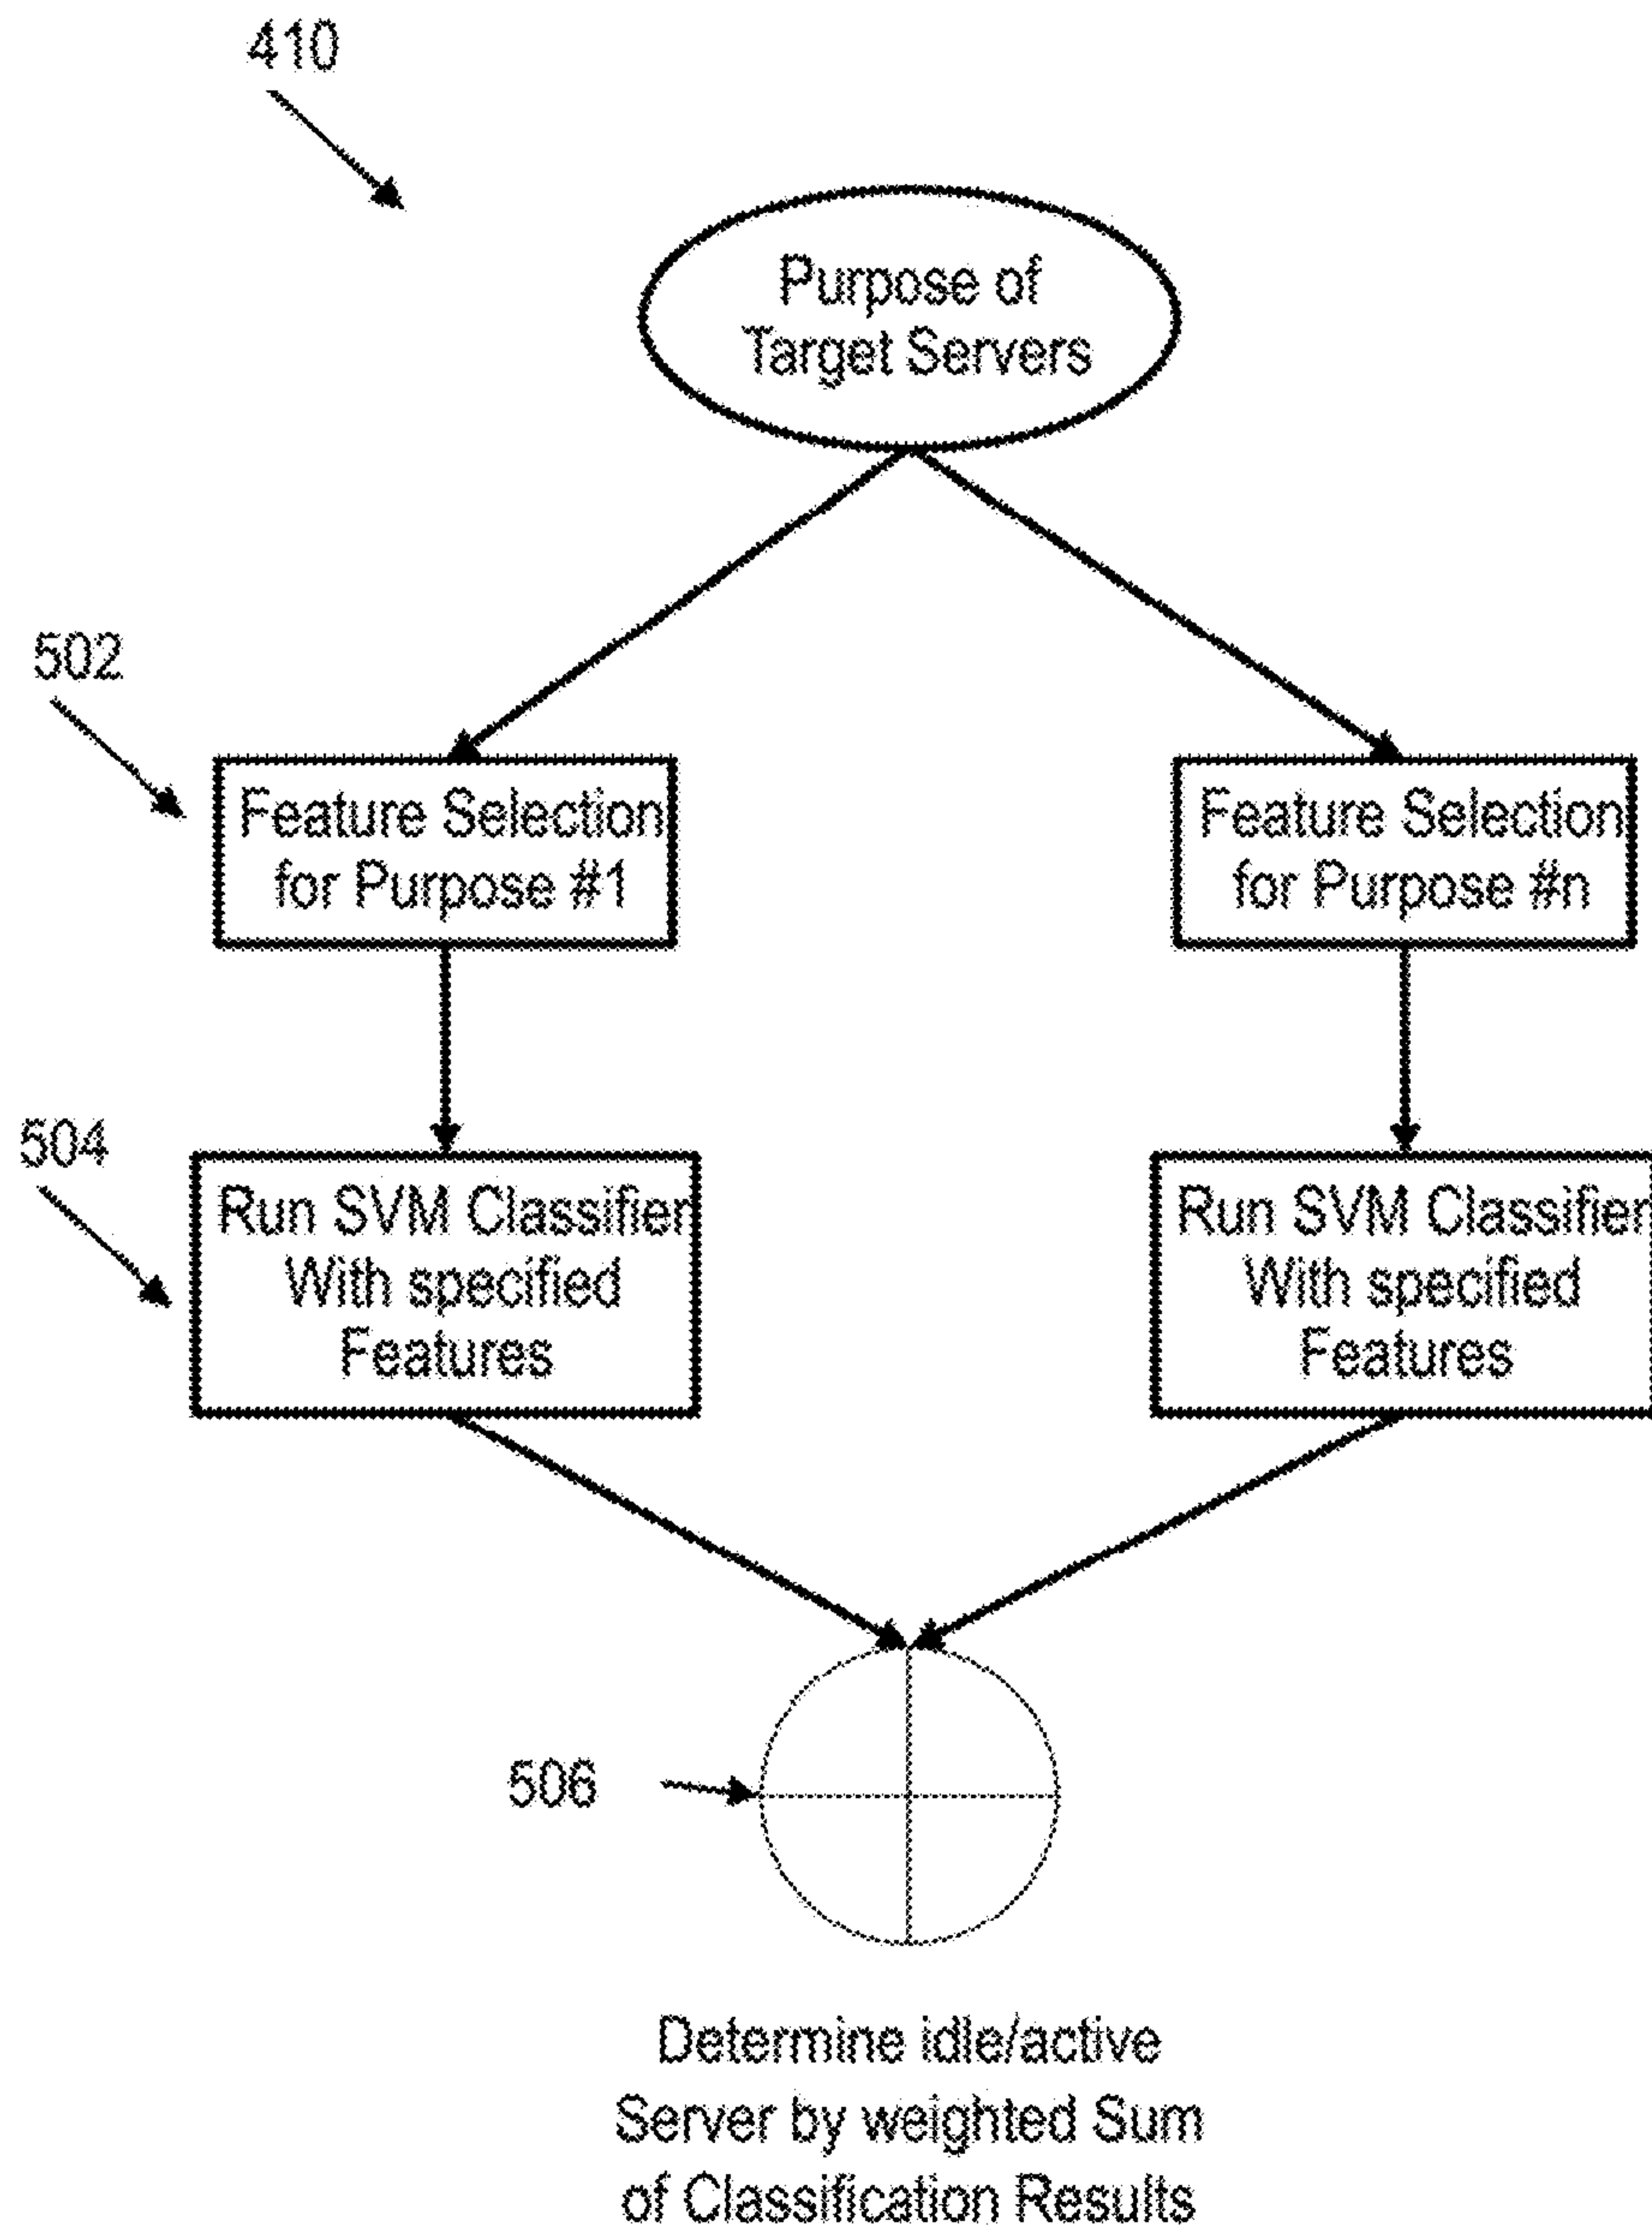 410
Purpose of
Target Servers
502
Feature Selection
for Purpose #1
Feature Selection
for Purpose #n
504
Run SVM Classifier
With specified
Features
Run SVM Classifier
With specified
Features
506
Determine idle/active
Server by weighted Sum
of Classification Results